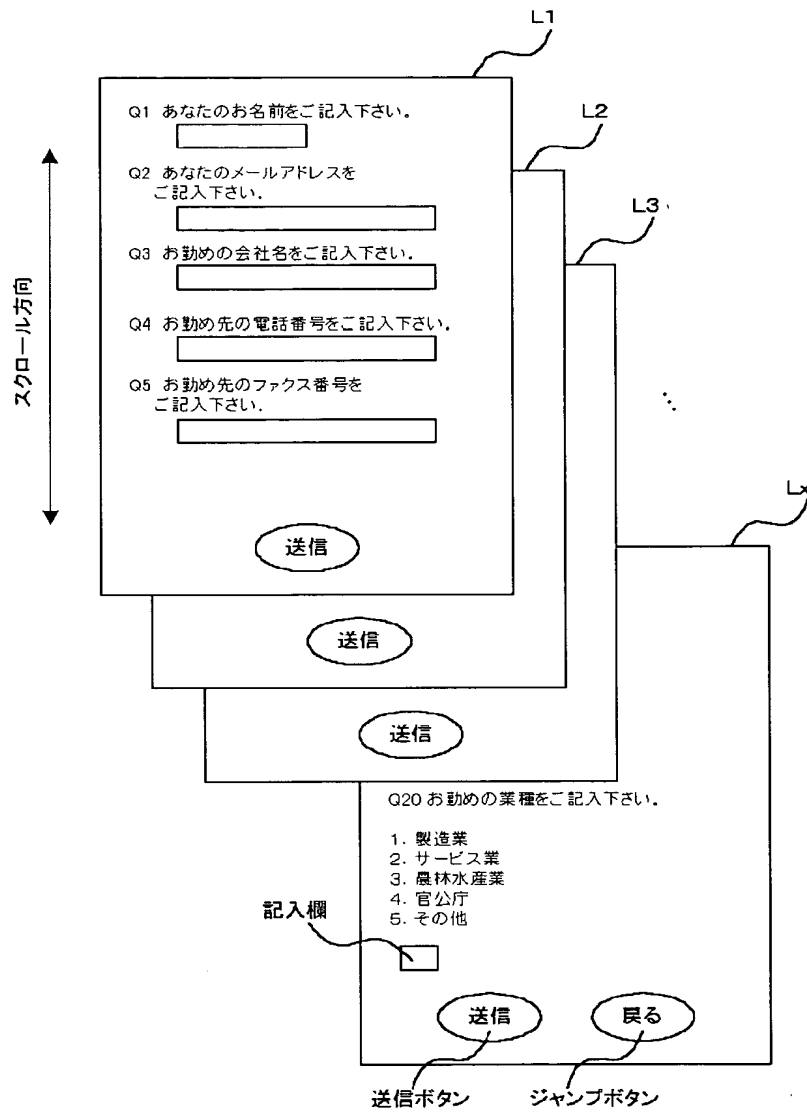 L1
Q1 あなたのお名前をご記入下さい。
L2
Q2 あなたのメールアドレスを
ご記入下さい.
L3
Q3 お勤めの会社名をご記入下さい。
スクロール方向
Q4 お勤め先の電話番号をご記入下さい。
Q5 お勤め先のファクス番号を
ご記入下さい.
Lx
送信
送信
送信
Q20 お勤めの業種をご記入下さい。
1. 製造業
2. サービス業
3. 農林水産業
4. 官公庁
5. その他
記入欄
送信
戻る
送信ボタン
ジャンプボタン